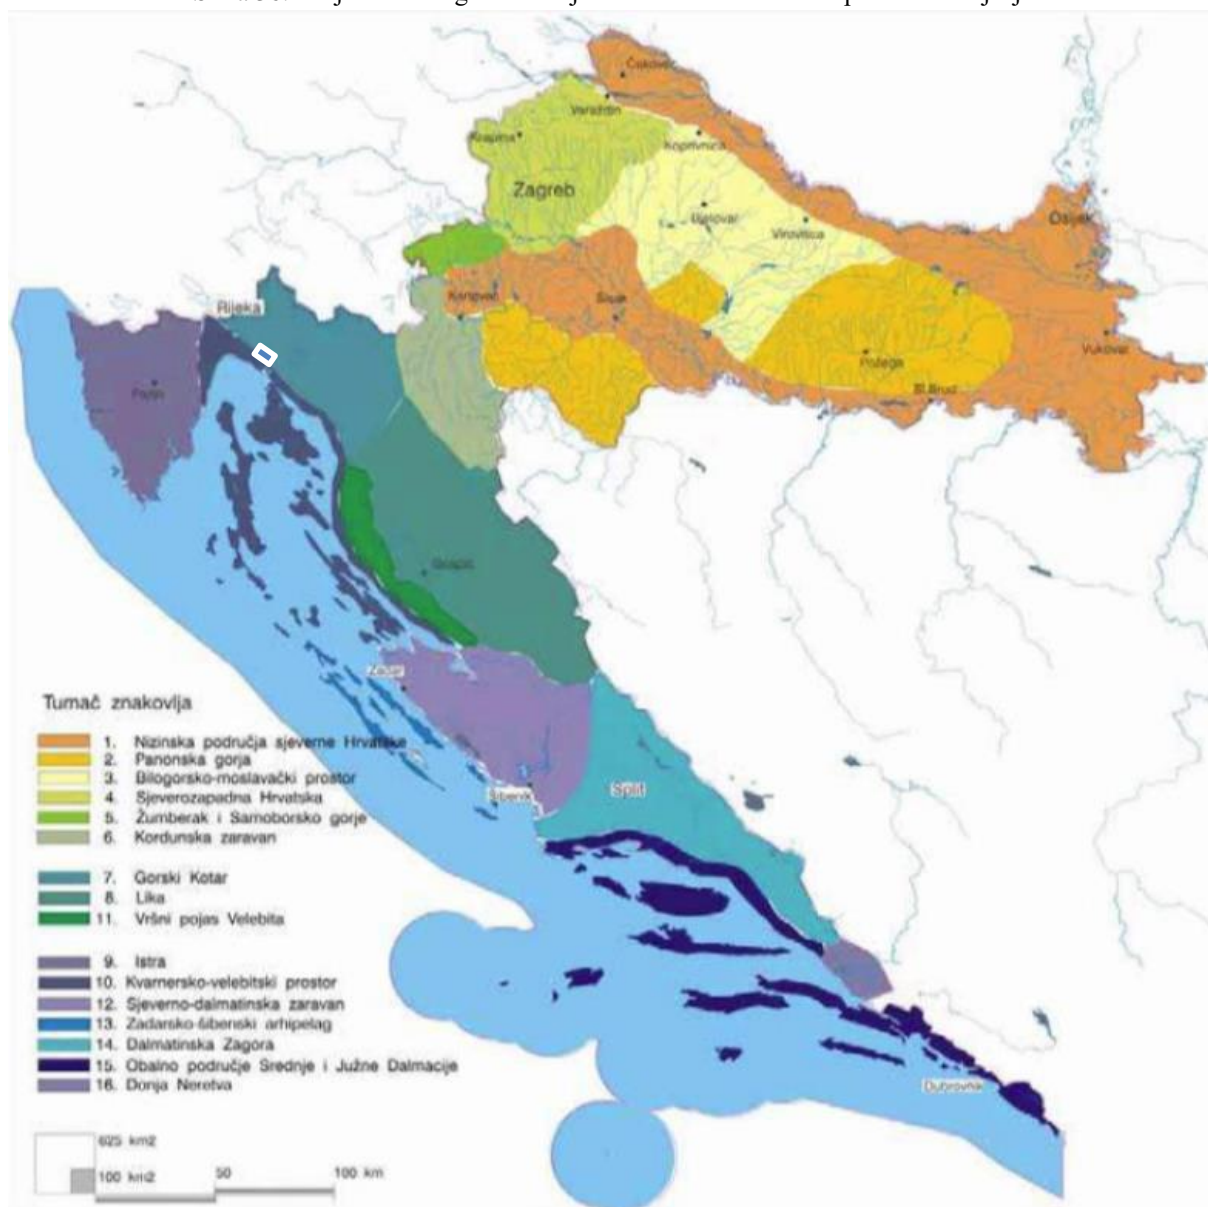 Čakovec
Varaždin
Krapina
Koprivnica
Zagreb
Bjelovar
Virovitica
Osijek
Karlovac
Sisak
Rijeka
Vukovar
Požega
Sl.Brod
Pazin
Gospić
Zadar
Šibenik
Split
Dubrovnik
Tumač znakovlja
1. Nizinska područja sjeverne Hrvatske
2. Panonska gorja
3. Bilogorsko-moslavački prostor
4. Sjeverozapadna Hrvatska
5. Žumberak i Samoborsko gorje
6. Kordunska zaravan
7. Gorski Kotar
8. Lika
11. Vršni pojas Velebita
9. Istra
10. Kvarnersko-velebitski prostor
12. Sjeverno-dalmatinska zaravan
13. Zadarsko-šibenski arhipelag
14. Dalmatinska Zagora
15. Obalno područje Srednje i Južne Dalmacije
16. Donja Neretva
625 km2
100 km2
50
100 km